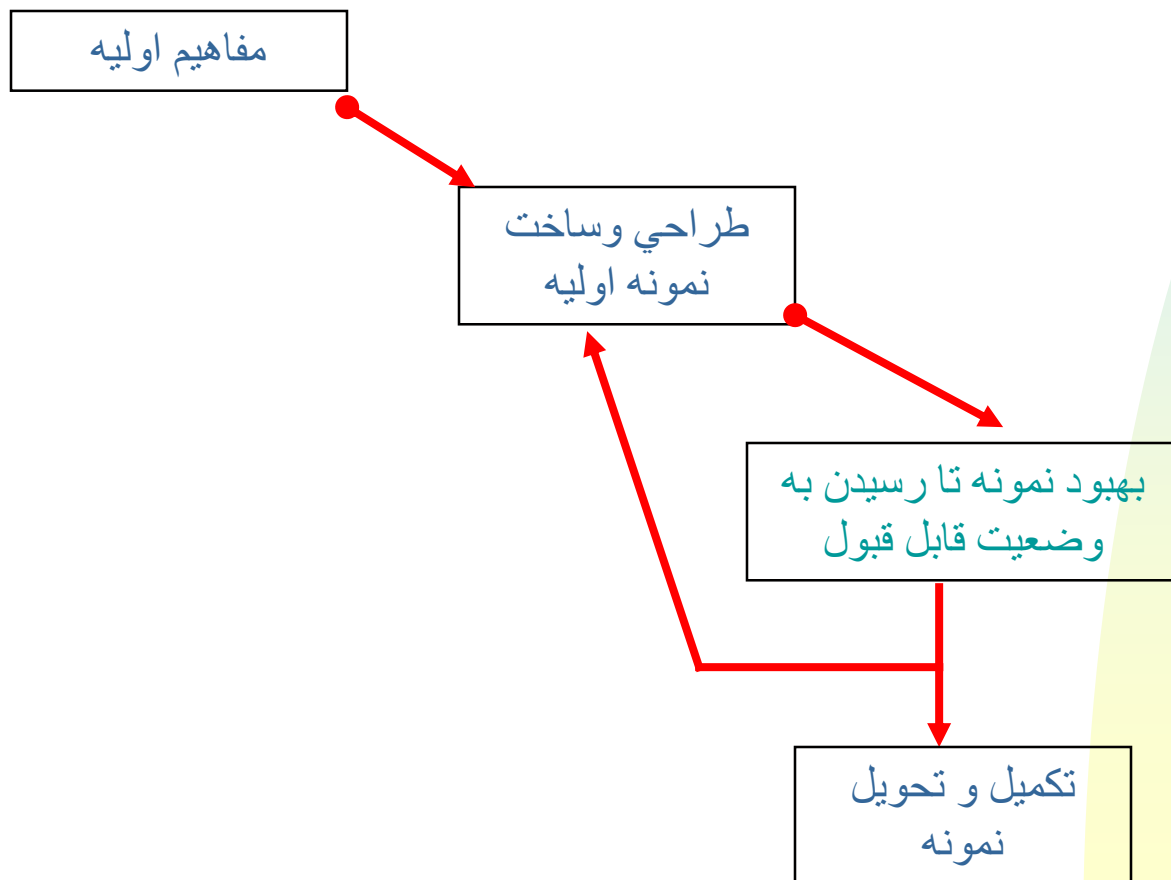 مفاهيم اوليه
طراحي وساخت
نمونه اوليه
بهبود نمونه تا رسيدن به
وضعيت قابل قبول
تكميل و تحويل
نمونه